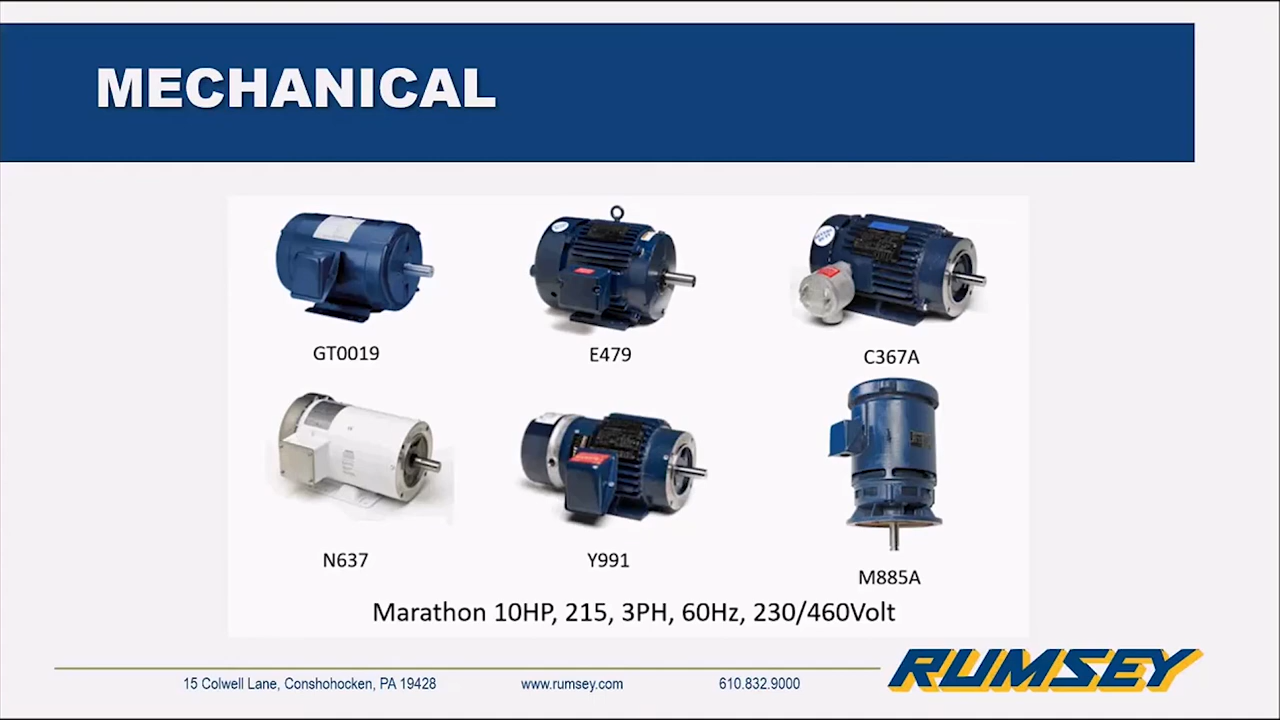 MECHANICAL
GT0019
E479
C367A
N637
Y991
M885A
Marathon 10HP, 215, 3PH, 60Hz, 230/460Volt
15 Colwell Lane, Conshohocken, PA 19428
www.rumsey.com
610.832.9000
RUMSEY